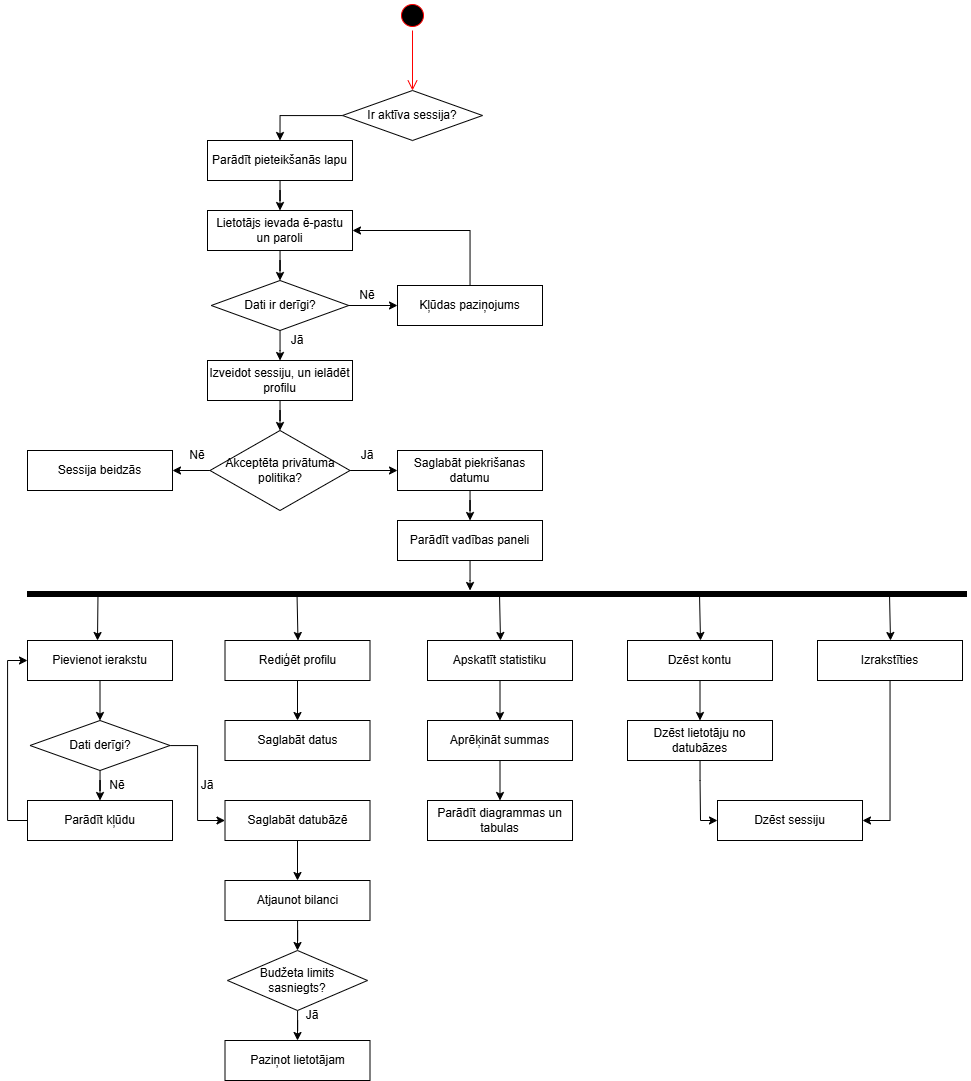 Ir aktīva sessija?
Parādīt pieteikšanās lapu
Lietotājs ievada ē-pastu
un paroli
Dati ir derīgi?
Nē
Kļūdas paziņojums
Jā
Izveidot sessiju, un ielādēt
profilu
Nē
Jā
Sessija beidzās
Akceptēta privātuma
politika?
Saglabāt piekrišanas
datumu
Parādīt vadības paneli
Pievienot ierakstu
Rediģēt profilu
Apskatīt statistiku
Dzēst kontu
Izrakstīties
Dati derīgi?
Saglabāt datus
Aprēķināt summas
Dzēst lietotāju no
datubāzes
Nē
Jā
Parādīt kļūdu
Saglabāt datubāzē
Parādīt diagrammas un
tabulas
Dzēst sessiju
Atjaunot bilanci
Budžeta limits
sasniegts?
Jā
Paziņot lietotājam